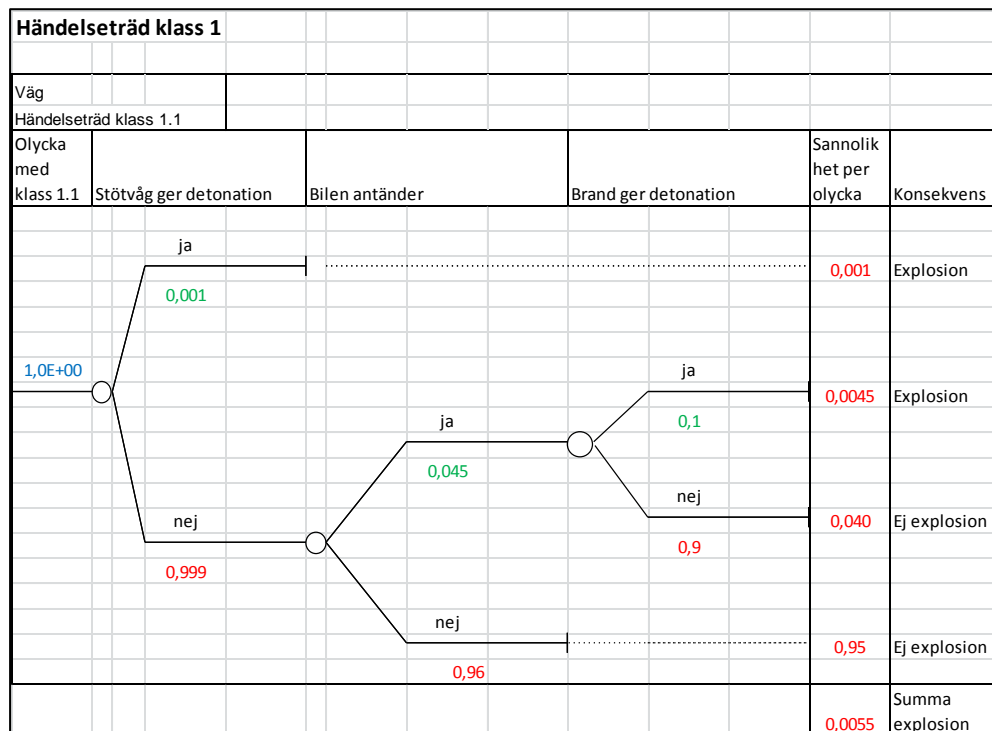 Händelseträd klass 1
Väg
Händelseträd klass 1.1
Olycka
med
klass 1.1
Stötvåg ger detonation
Bilen antänder
Brand ger detonation
Sannolik
het per
olycka
Konsekvens
ja
0,001
0,001
Explosion
1,0E+00
ja
0,1
0,0045
Explosion
ja
0,045
nej
0,9
0,040
Ej explosion
nej
0,999
nej
0,96
0,95
Ej explosion
0,0055
Summa
explosion